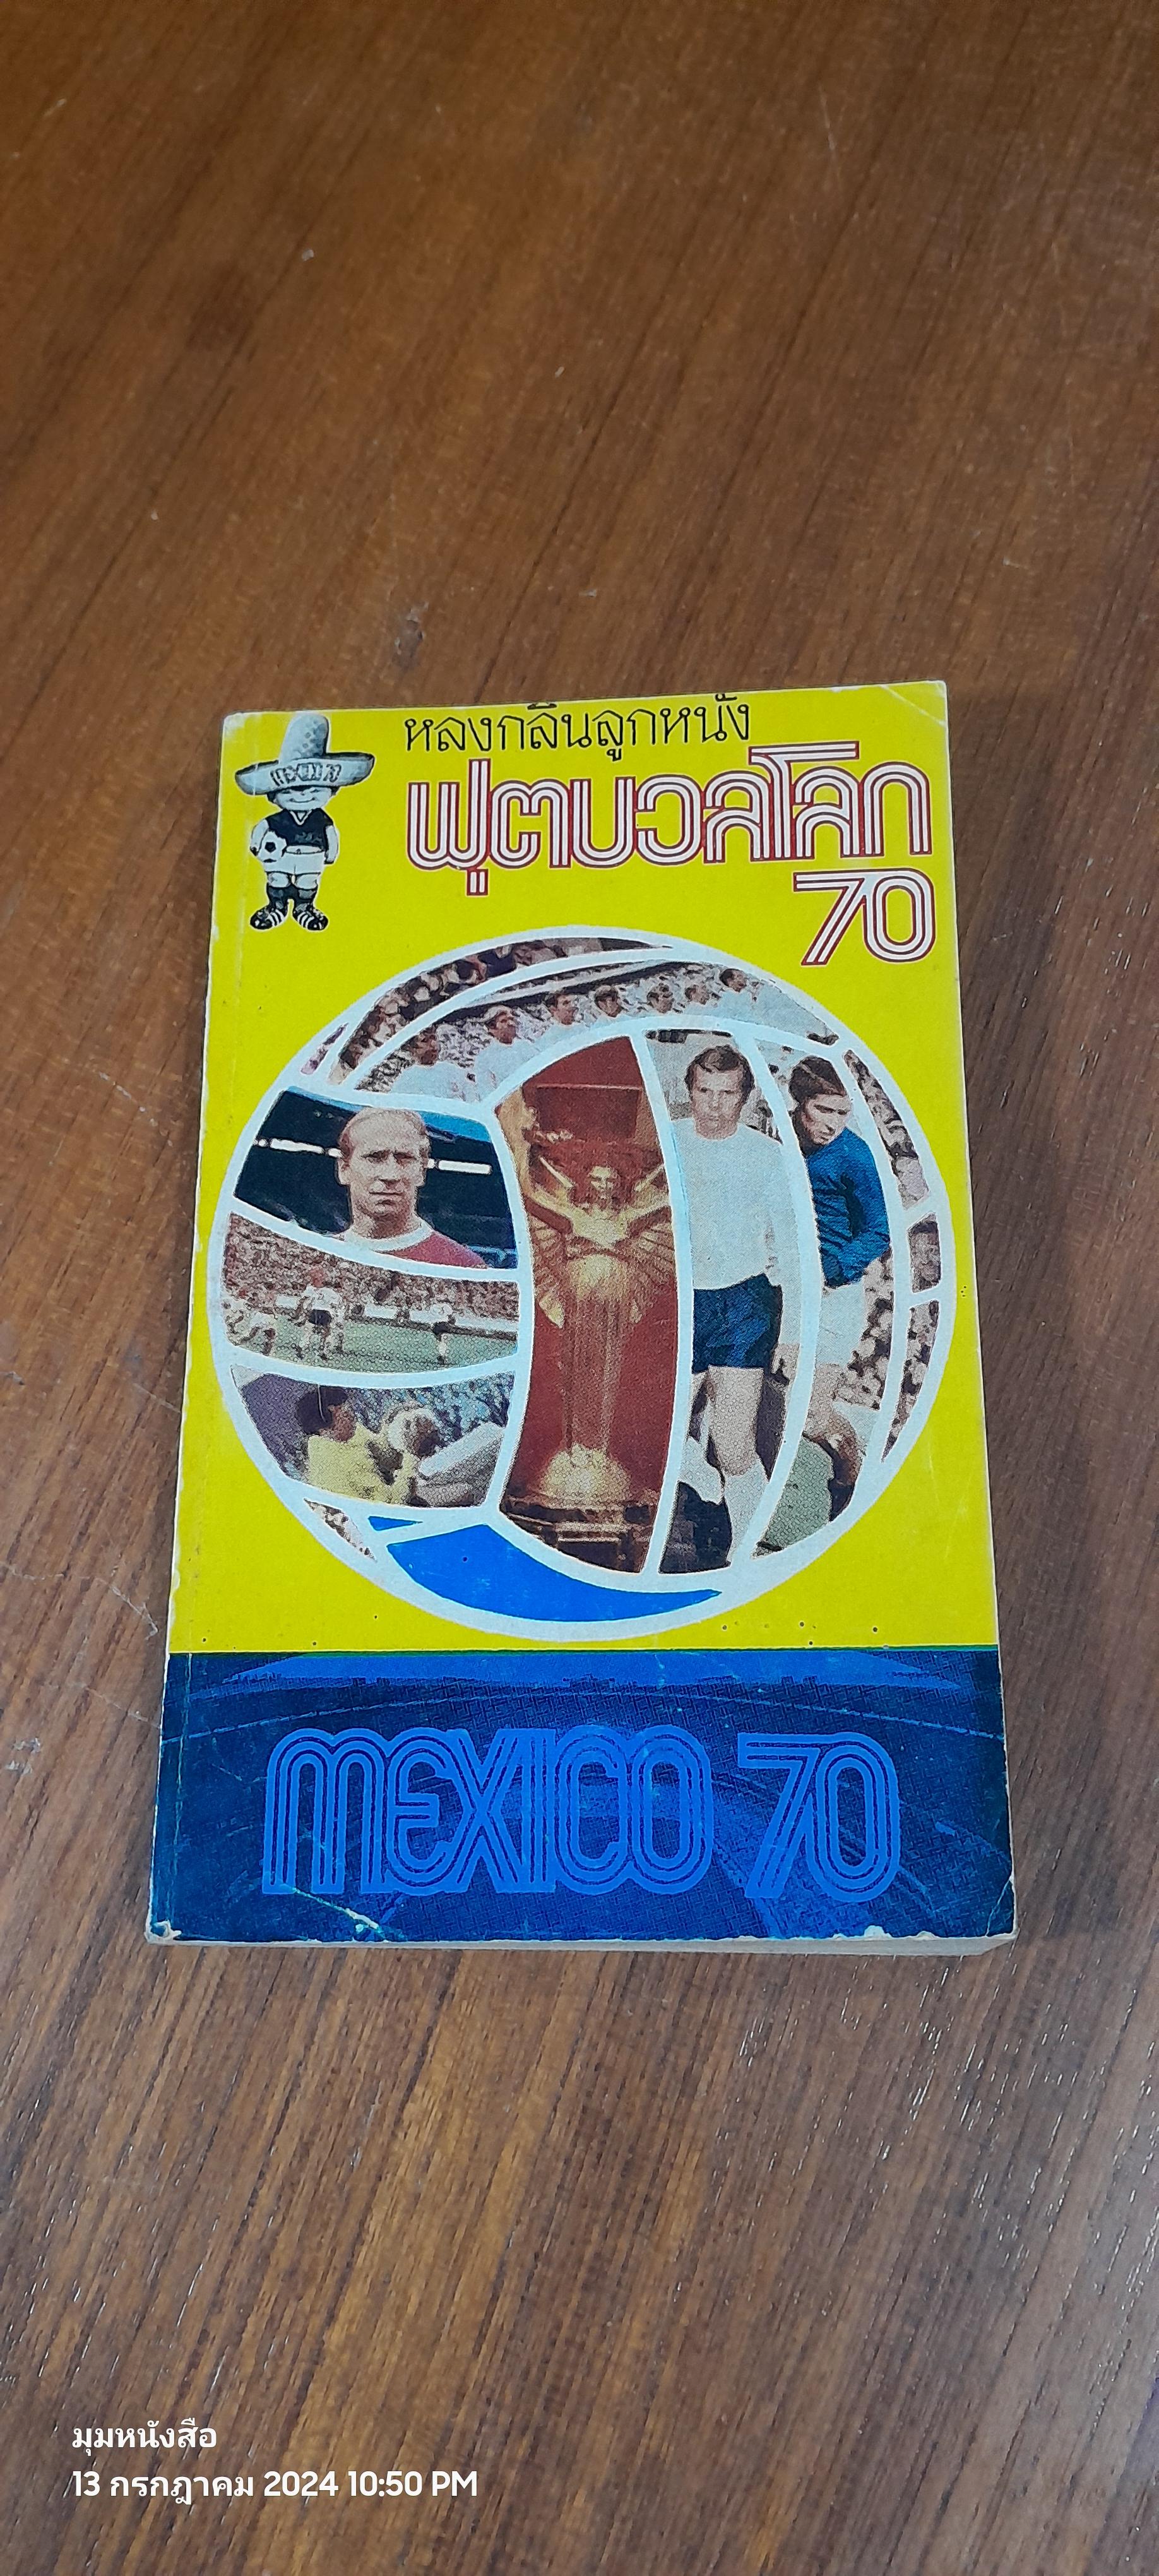 หลงกลิ่นลูกหนัง
MEXICO 70
ฟุตบอลโลก
70
MEXICO 70
มุมหนังสือ
13 กรกฎาคม 2024 10:50 PM